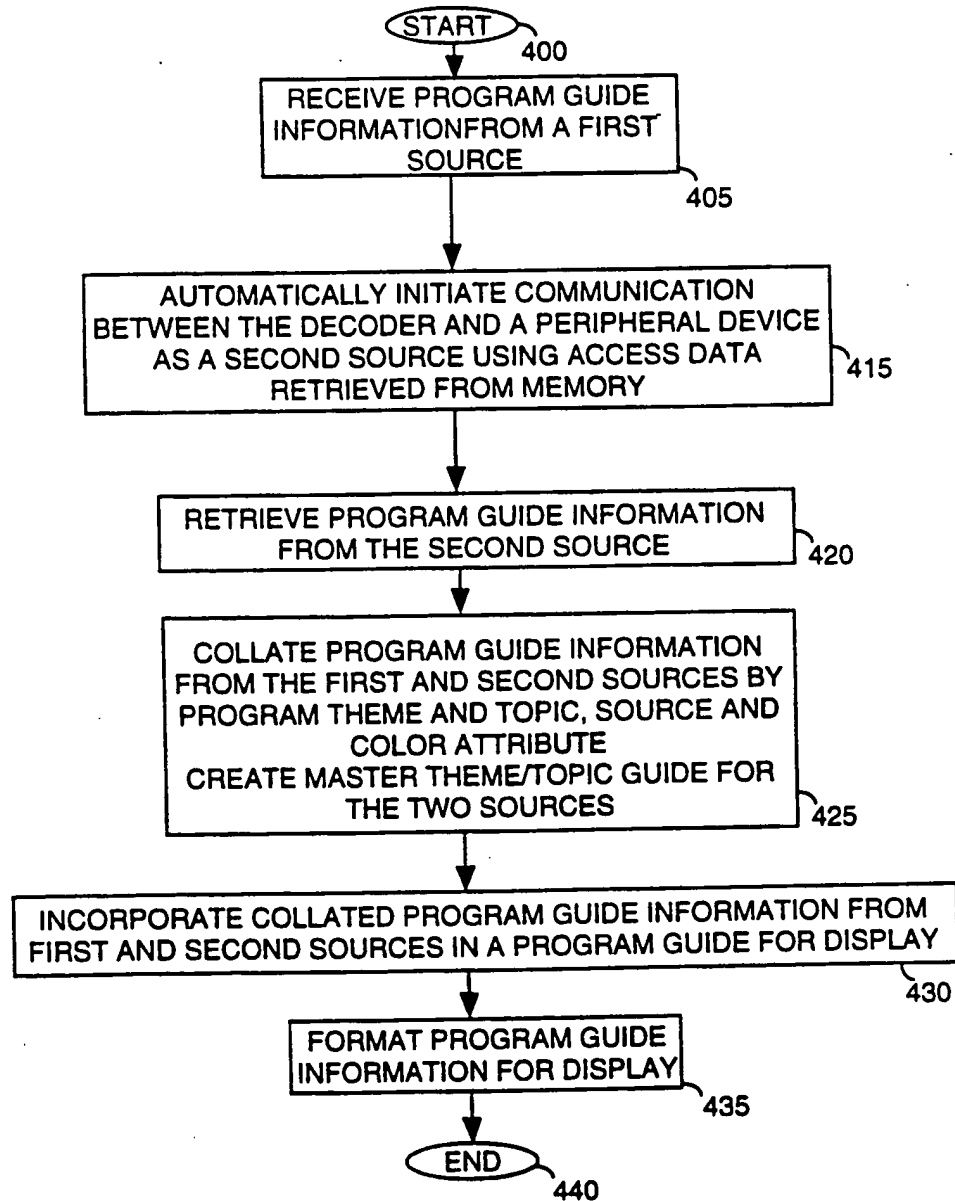 START
400
RECEIVE PROGRAM GUIDE
INFORMATIONFROM A FIRST
SOURCE
405
AUTOMATICALLY INITIATE COMMUNICATION
BETWEEN THE DECODER AND A PERIPHERAL DEVICE
AS A SECOND SOURCE USING ACCESS DATA
RETRIEVED FROM MEMORY
415
RETRIEVE PROGRAM GUIDE INFORMATION
FROM THE SECOND SOURCE
420
COLLATE PROGRAM GUIDE INFORMATION
FROM THE FIRST AND SECOND SOURCES BY
PROGRAM THEME AND TOPIC, SOURCE AND
COLOR ATTRIBUTE
CREATE MASTER THEME/TOPIC GUIDE FOR
THE TWO SOURCES
425
INCORPORATE COLLATED PROGRAM GUIDE INFORMATION FROM
FIRST AND SECOND SOURCES IN A PROGRAM GUIDE FOR DISPLAY
430
FORMAT PROGRAM GUIDE
INFORMATION FOR DISPLAY
435
END
440